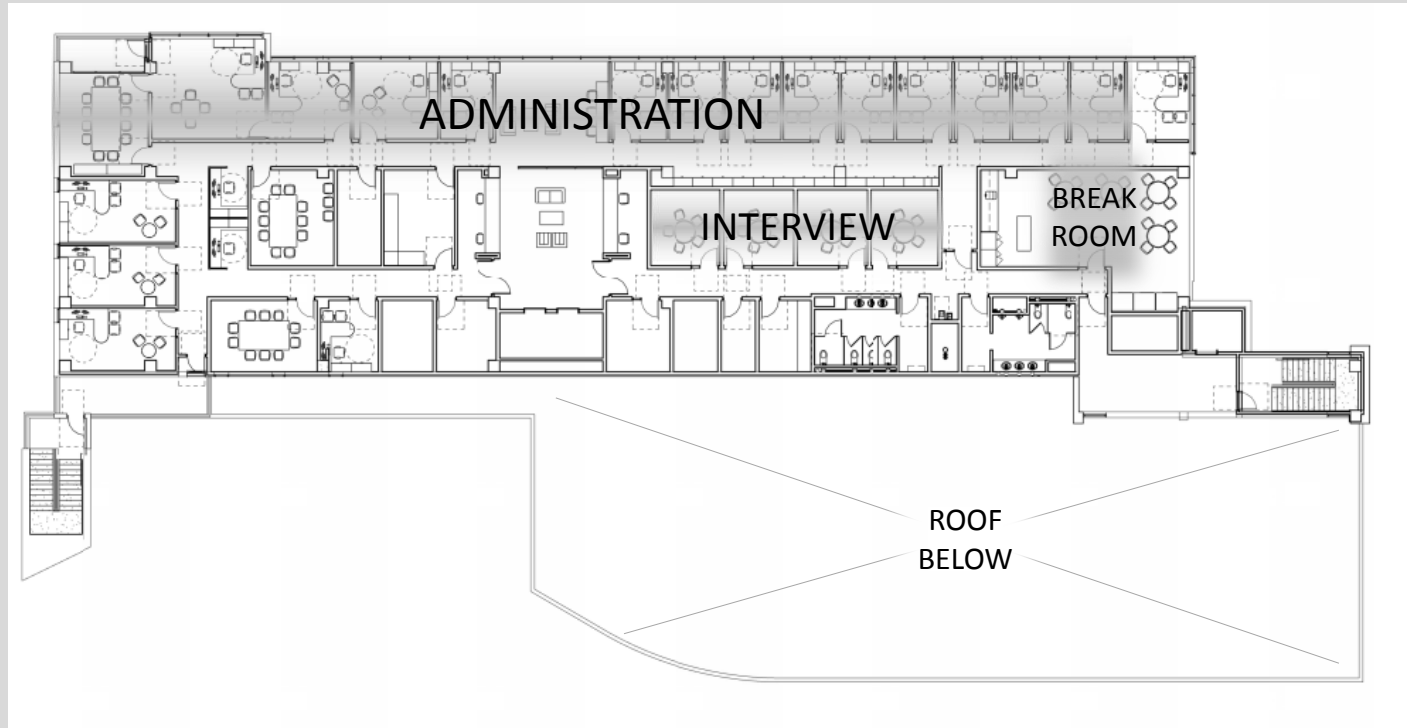 ADMINISTRATION
INTERVIEW
BREAK
ROOM
ROOF
BELOW